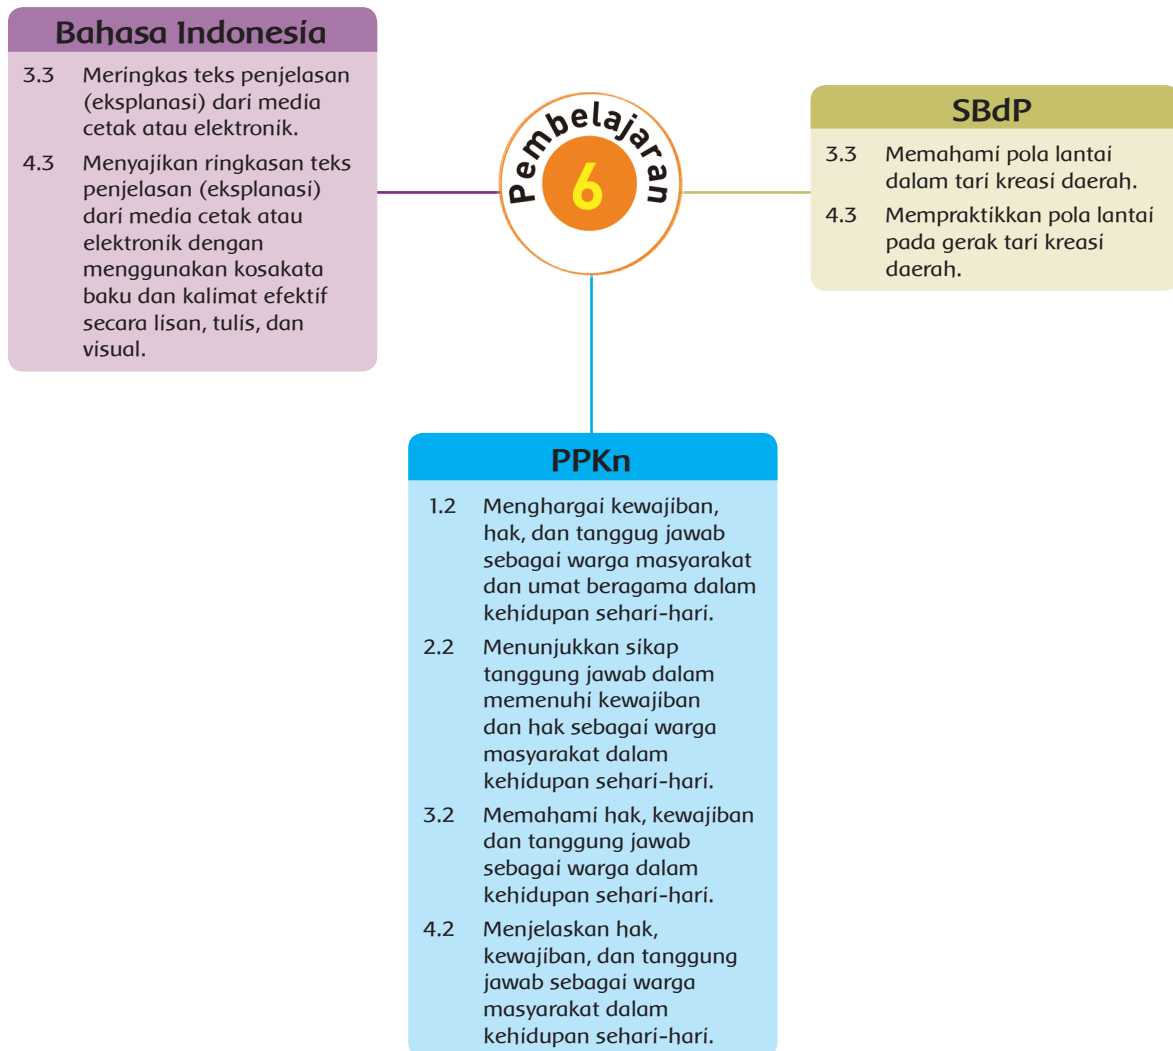 Bahasa Indonesia
3.3 Meringkas teks penjelasan
(eksplanasi) dari media
cetak atau elektronik.
4.3 Menyajikan ringkasan teks
penjelasan (eksplanasi)
dari media cetak atau
elektronik dengan
menggunakan kosakata
baku dan kalimat efektif
secara lisan, tulis, dan
visual.
Pembelajaran
6
SBdP
3.3 Memahami pola lantai
dalam tari kreasi daerah.
4.3 Mempraktikkan pola lantai
pada gerak tari kreasi
daerah.
PPKn
1.2 Menghargai kewajiban,
hak, dan tanggug jawab
sebagai warga masyarakat
dan umat beragama dalam
kehidupan sehari-hari.
2.2 Menunjukkan sikap
tanggung jawab dalam
memenuhi kewajiban
dan hak sebagai warga
masyarakat dalam
kehidupan sehari-hari.
3.2 Memahami hak, kewajiban
dan tanggung jawab
sebagai warga dalam
kehidupan sehari-hari.
4.2 Menjelaskan hak,
kewajiban, dan tanggung
jawab sebagai warga
masyarakat dalam
kehidupan sehari-hari.